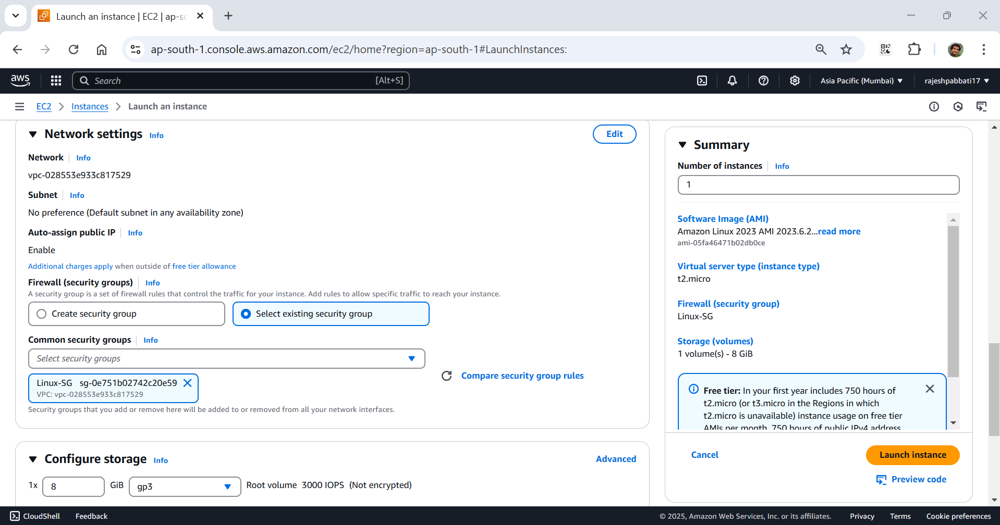 Launch an instance | EC2 | ap-sc
ap-south-1.console.aws.amazon.com/ec2/home?region=ap-south-1#LaunchInstances:
aws
Search [Alt+S]
Asia Pacific (Mumbai)
rajeshpabbati17
EC2 > Instances > Launch an instance
Network settings Info
Edit
Network Info
vpc-028553e933c817529
Subnet Info
No preference (Default subnet in any availability zone)
Auto-assign public IP Info
Enable
Additional charges apply when outside of free tier allowance
Firewall (security groups) Info
A security group is a set of firewall rules that control the traffic for your instance. Add rules to allow specific traffic to reach your instance.
Create security group
Select existing security group
Common security groups Info
Select security groups
Linux-SG sg-0e751b02742c20e59
VPC: vpc-028553e933c817529
Compare security group rules
Security groups that you add or remove here will be added to or removed from all your network interfaces.
Configure storage Info
Advanced
1x 8 GiB gp3 Root volume 3000 IOPS (Not encrypted)
Summary
Number of instances Info
1
Software Image (AMI)
Amazon Linux 2023 AMI 2023.6.2...read more
ami-05fa46471b02db0ce
Virtual server type (instance type)
t2.micro
Firewall (security group)
Linux-SG
Storage (volumes)
1 volume(s) - 8 GiB
Free tier: In your first year includes 750 hours of
t2.micro (or t3.micro in the Regions in which
t2.micro is unavailable) instance usage on free tier
AMIs per month, 750 hours of public IPv4 address
Cancel
Launch instance
Preview code
CloudShell Feedback
© 2025, Amazon Web Services, Inc. or its affiliates. Privacy Terms Cookie preferences